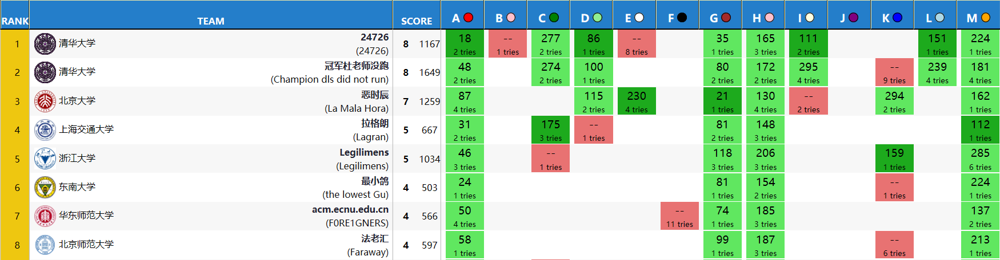 RANK TEAM SCORE A B C D E F G H I J K L M
1 清华大学 24726 8 1167 18 -- 277 86 -- 35 165 111 151 224
(24726) 2 tries 1 tries 2 tries 1 tries 8 tries 1 tries 3 tries 2 tries 1 tries 1 tries
2 清华大学 冠军杜老师没跑 8 1649 48 274 100 80 172 295 -- 239 181
(Champion dls did not run) 2 tries 2 tries 1 tries 2 tries 2 tries 4 tries 9 tries 4 tries 4 tries
3 北京大学 恶时辰 7 1259 87 115 230 21 130 -- 294 162
(La Mala Hora) 4 tries 2 tries 4 tries 1 tries 4 tries 2 tries 2 tries 1 tries
4 上海交通大学 拉格朗 5 667 31 175 -- 81 148 112
(Lagran) 2 tries 3 tries 1 tries 2 tries 3 tries 1 tries
5 浙江大学 Legilimens 5 1034 46 -- 118 206 159 285
(Legilimens) 3 tries 1 tries 3 tries 3 tries 1 tries 6 tries
6 东南大学 最小鸽 4 503 24 81 154 -- 224
(the lowest Gu) 1 tries 1 tries 2 tries 1 tries 1 tries
7 华东师范大学 acm.ecnu.edu.cn 4 566 50 -- 74 185 137
(F0RE1GNERS) 4 tries 11 tries 1 tries 3 tries 2 tries
8 北京师范大学 法老汇 4 597 58 99 187 -- 213
(Faraway) 1 tries 1 tries 3 tries 6 tries 1 tries